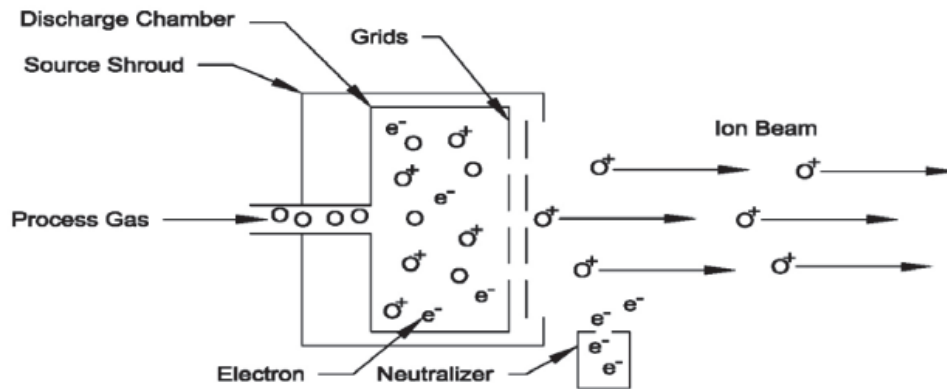 Discharge Chamber
Grids
Source Shroud
Ion Beam
e-
O+
O
O+
O
O+
O+
e-
Process Gas
O O O O
O
O+
O+
O+
O+
O+
O
O+
O+
e-
O+
e-
e-
e-
e-
e-
Electron
Neutralizer